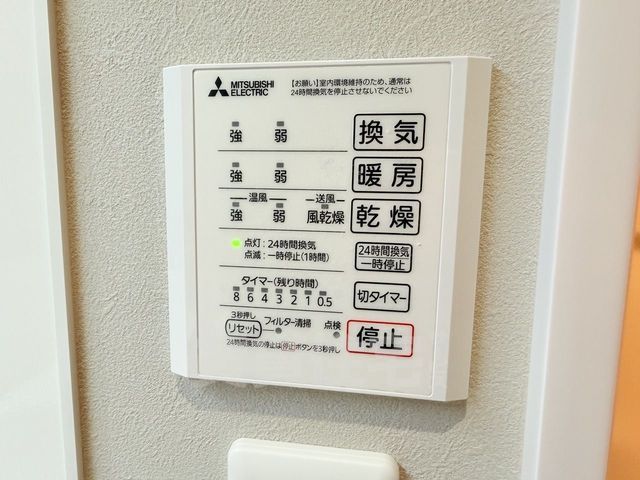 MITSUBISHI
ELECTRIC
【お願い】室内環境維持のため、通常は
24時間換気を停止させないでください
強 弱 換気
強 弱 暖房
温風 送風
強 弱 風乾燥 乾燥
点灯：24時間換気
点滅：一時停止(1時間)
24時間換気
一時停止
タイマー(残り時間)
8 6 4 3 2 1 0.5
切タイマー
3秒押し
リセット フィルター清掃 点検
停止
24時間換気の停止は停止ボタンを3秒押し